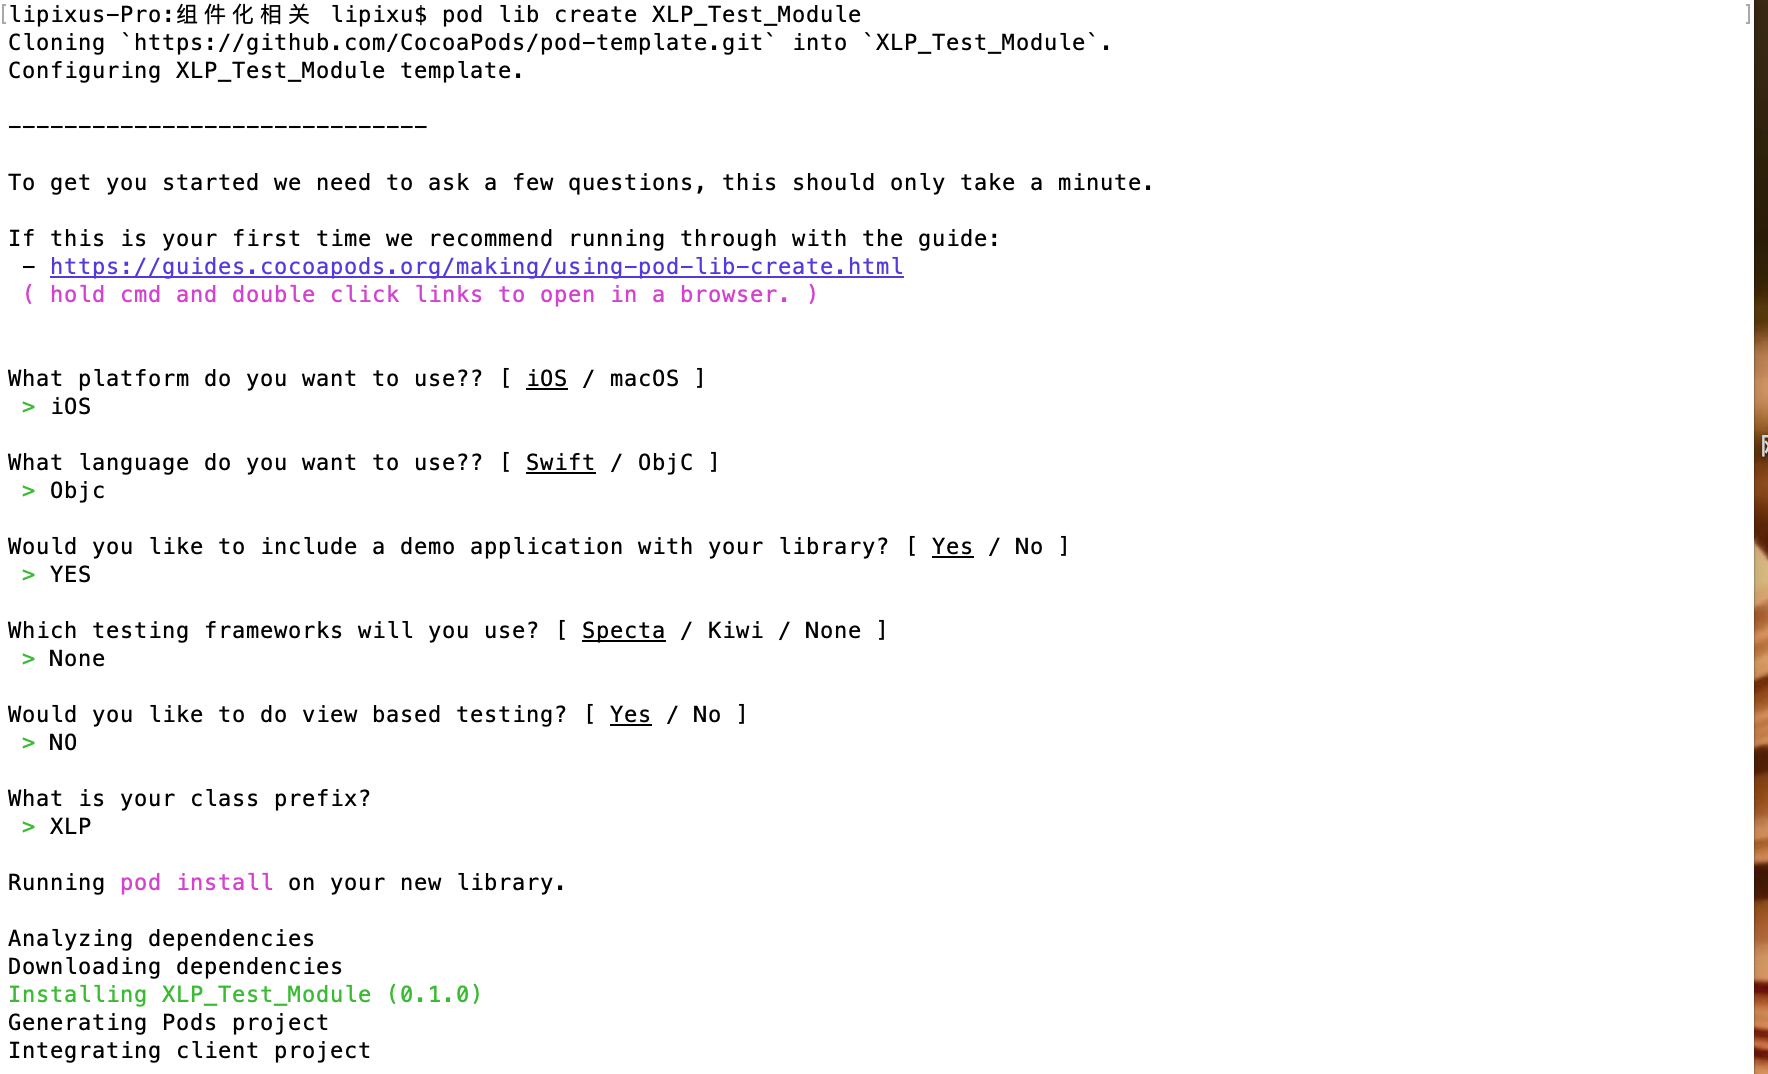 [lipixus-Pro:组件化相关 lipixu$ pod lib create XLP_Test_Module ]
Cloning `https://github.com/CocoaPods/pod-template.git` into `XLP_Test_Module`.
Configuring XLP_Test_Module template.
------------------------------
To get you started we need to ask a few questions, this should only take a minute.
If this is your first time we recommend running through with the guide:
 - https://guides.cocoapods.org/making/using-pod-lib-create.html
 ( hold cmd and double click links to open in a browser. )
What platform do you want to use?? [ iOS / macOS ]
 > iOS
What language do you want to use?? [ Swift / ObjC ]
 > Objc
Would you like to include a demo application with your library? [ Yes / No ]
 > YES
Which testing frameworks will you use? [ Specta / Kiwi / None ]
 > None
Would you like to do view based testing? [ Yes / No ]
 > NO
What is your class prefix?
 > XLP
Running pod install on your new library.
Analyzing dependencies
Downloading dependencies
Installing XLP_Test_Module (0.1.0)
Generating Pods project
Integrating client project